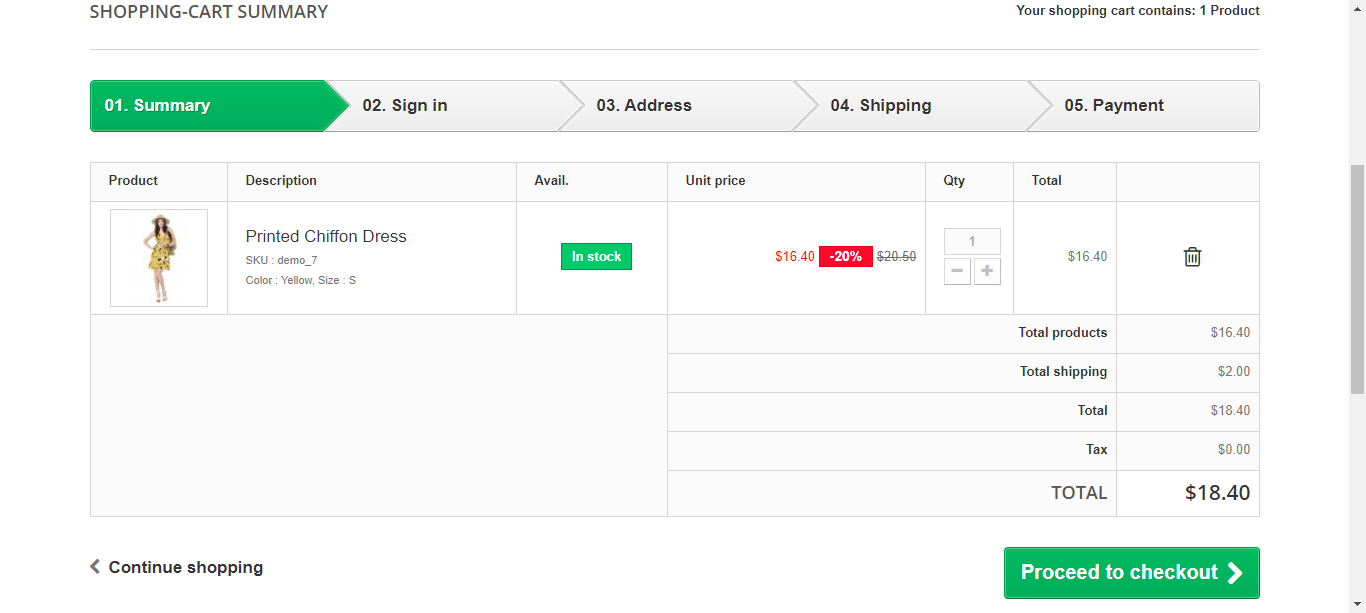 SHOPPING-CART SUMMARY
Your shopping cart contains: 1 Product
01. Summary
02. Sign in
03. Address
04. Shipping
05. Payment
Product
Description
Avail.
Unit price
Qty
Total
Printed Chiffon Dress
SKU : demo_7
Color : Yellow, Size : S
In stock
$16.40 -20% $20.50
1
$16.40
Total products
$16.40
Total shipping
$2.00
Total
$18.40
Tax
$0.00
TOTAL
$18.40
Continue shopping
Proceed to checkout